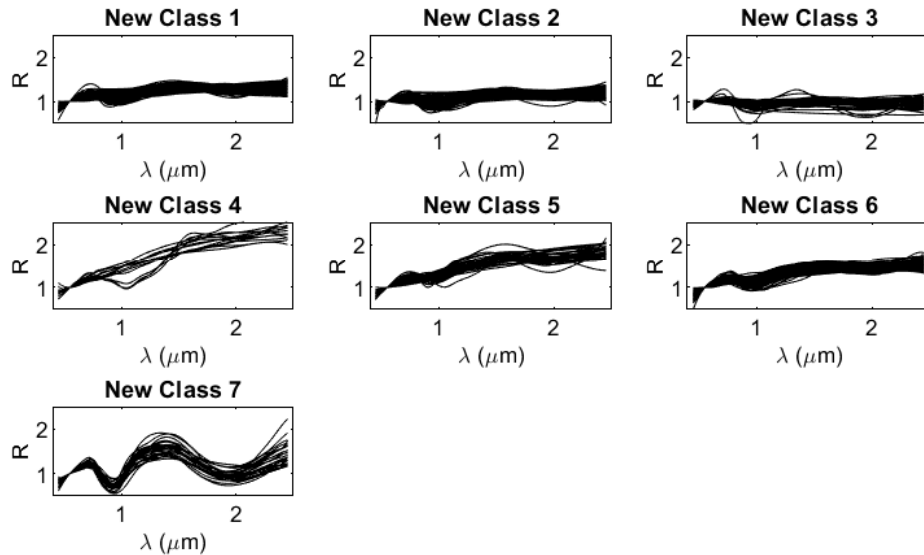 New Class 1
R
2
1
1
2
λ (μm)
New Class 2
R
2
1
1
2
λ (μm)
New Class 3
R
2
1
1
2
λ (μm)
New Class 4
R
2
1
1
2
λ (μm)
New Class 5
R
2
1
1
2
λ (μm)
New Class 6
R
2
1
1
2
λ (μm)
New Class 7
R
2
1
1
2
λ (μm)